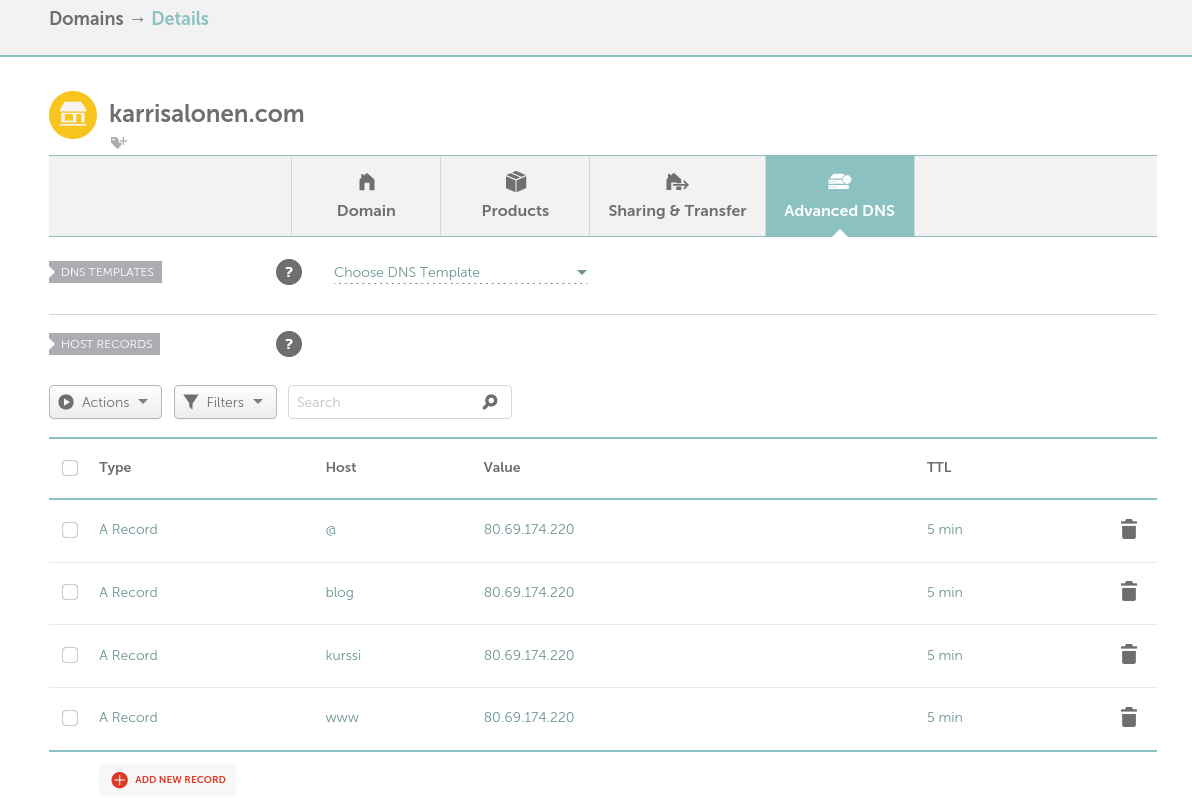 Domains → Details
karrisalonen.com
Domain Products Sharing & Transfer Advanced DNS
DNS TEMPLATES ? Choose DNS Template
HOST RECORDS ?
Actions Filters Search
Type Host Value TTL
A Record @ 80.69.174.220 5 min
A Record blog 80.69.174.220 5 min
A Record kurssi 80.69.174.220 5 min
A Record www 80.69.174.220 5 min
ADD NEW RECORD